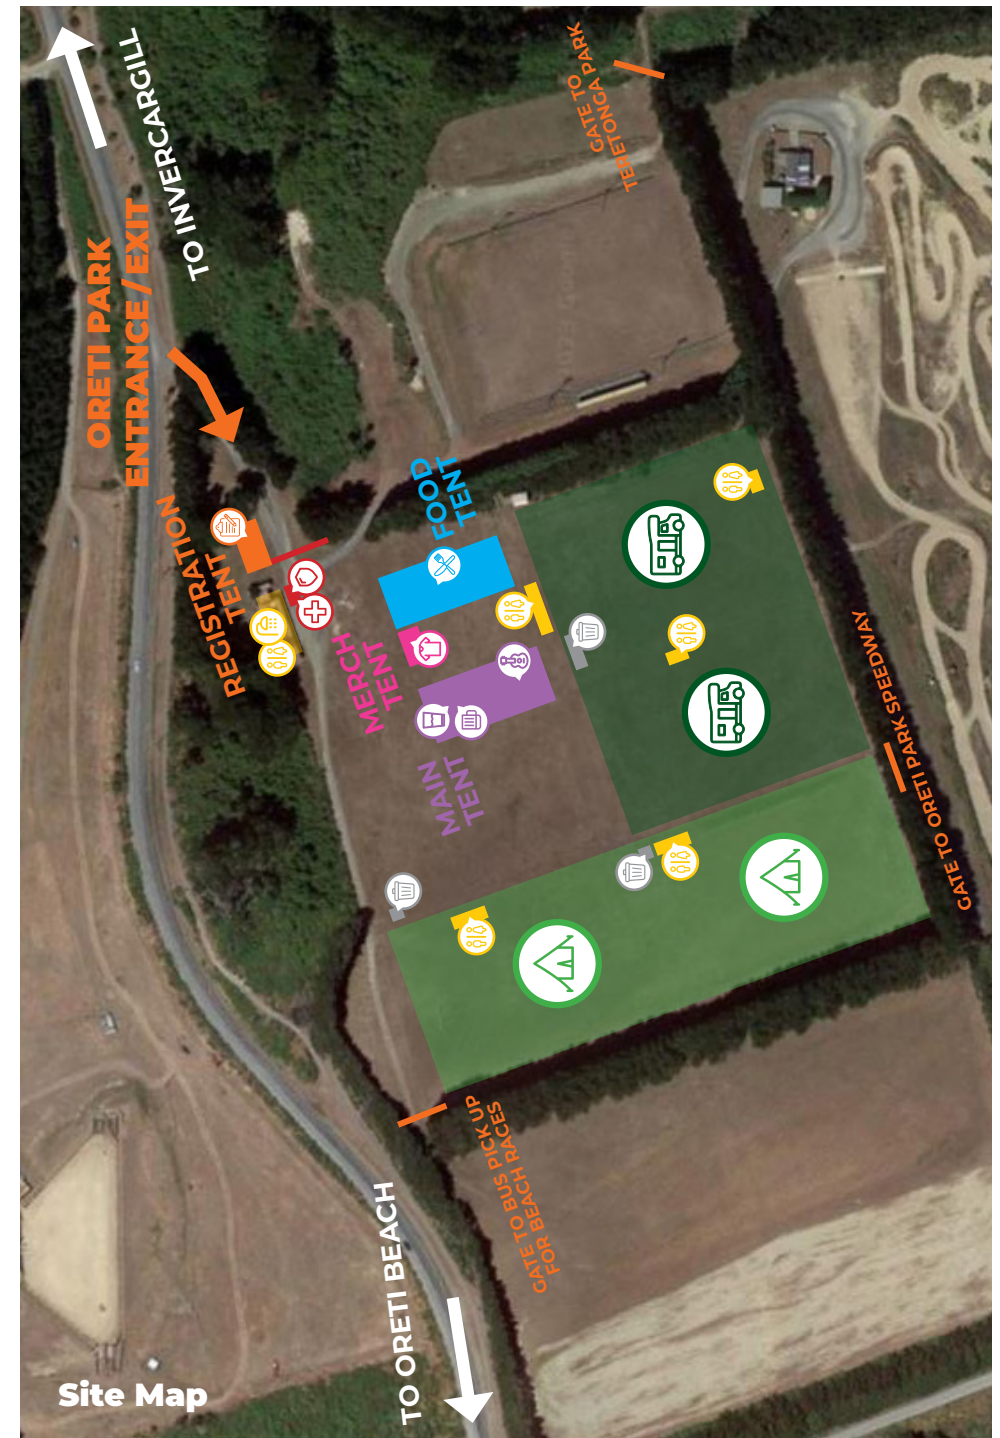 TO INVERCARGILL
ORETI PARK
ENTRANCE / EXIT
GATE TO
TERETONGA PARK
REGISTRATION
TENT
FOOD
TENT
MERCH
TENT
MAIN
TENT
GATE TO ORETI PARK SPEEDWAY
GATE TO BUS PICK UP
FOR BEACH RACES
TO ORETI BEACH
Site Map